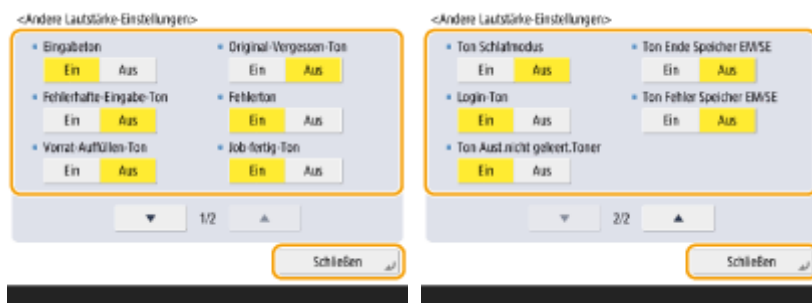 <Andere Lautstärke-Einstellungen>
Eingabeton
Ein Aus
Original-Vergessen-Ton
Ein Aus
Fehlerhafte-Eingabe-Ton
Ein Aus
Fehlerton
Ein Aus
Vorrat-Auffüllen-Ton
Ein Aus
Job-fertig-Ton
Ein Aus
1/2
Schließen
<Andere Lautstärke-Einstellungen>
Ton Schlafmodus
Ein Aus
Ton Ende Speicher EM/SE
Ein Aus
Login-Ton
Ein Aus
Ton Fehler Speicher EM/SE
Ein Aus
Ton Aust.nicht geleert.Toner
Ein Aus
2/2
Schließen